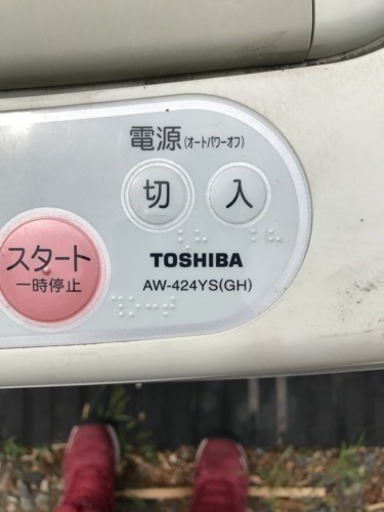 電源(オートパワーオフ)
切 入
スタート
一時停止
TOSHIBA
AW-424YS(GH)